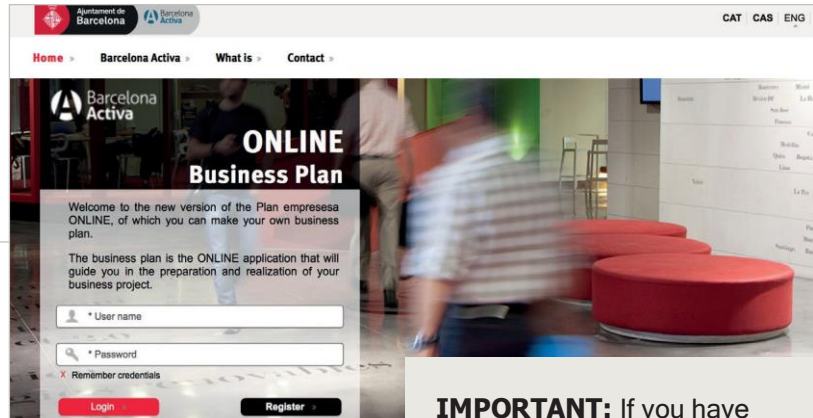 Ajuntament de
Barcelona
Barcelona
Activa
CAT CAS ENG
Home » Barcelona Activa » What is » Contact »
Barcelona
Activa
ONLINE
Business Plan
Welcome to the new version of the Plan empresesa
ONLINE, of which you can make your own business
plan.
The business plan is the ONLINE application that will
guide you in the preparation and realization of your
business project.
* User name
* Password
X Remember credentials
Login »
Register »
IMPORTANT: If you have